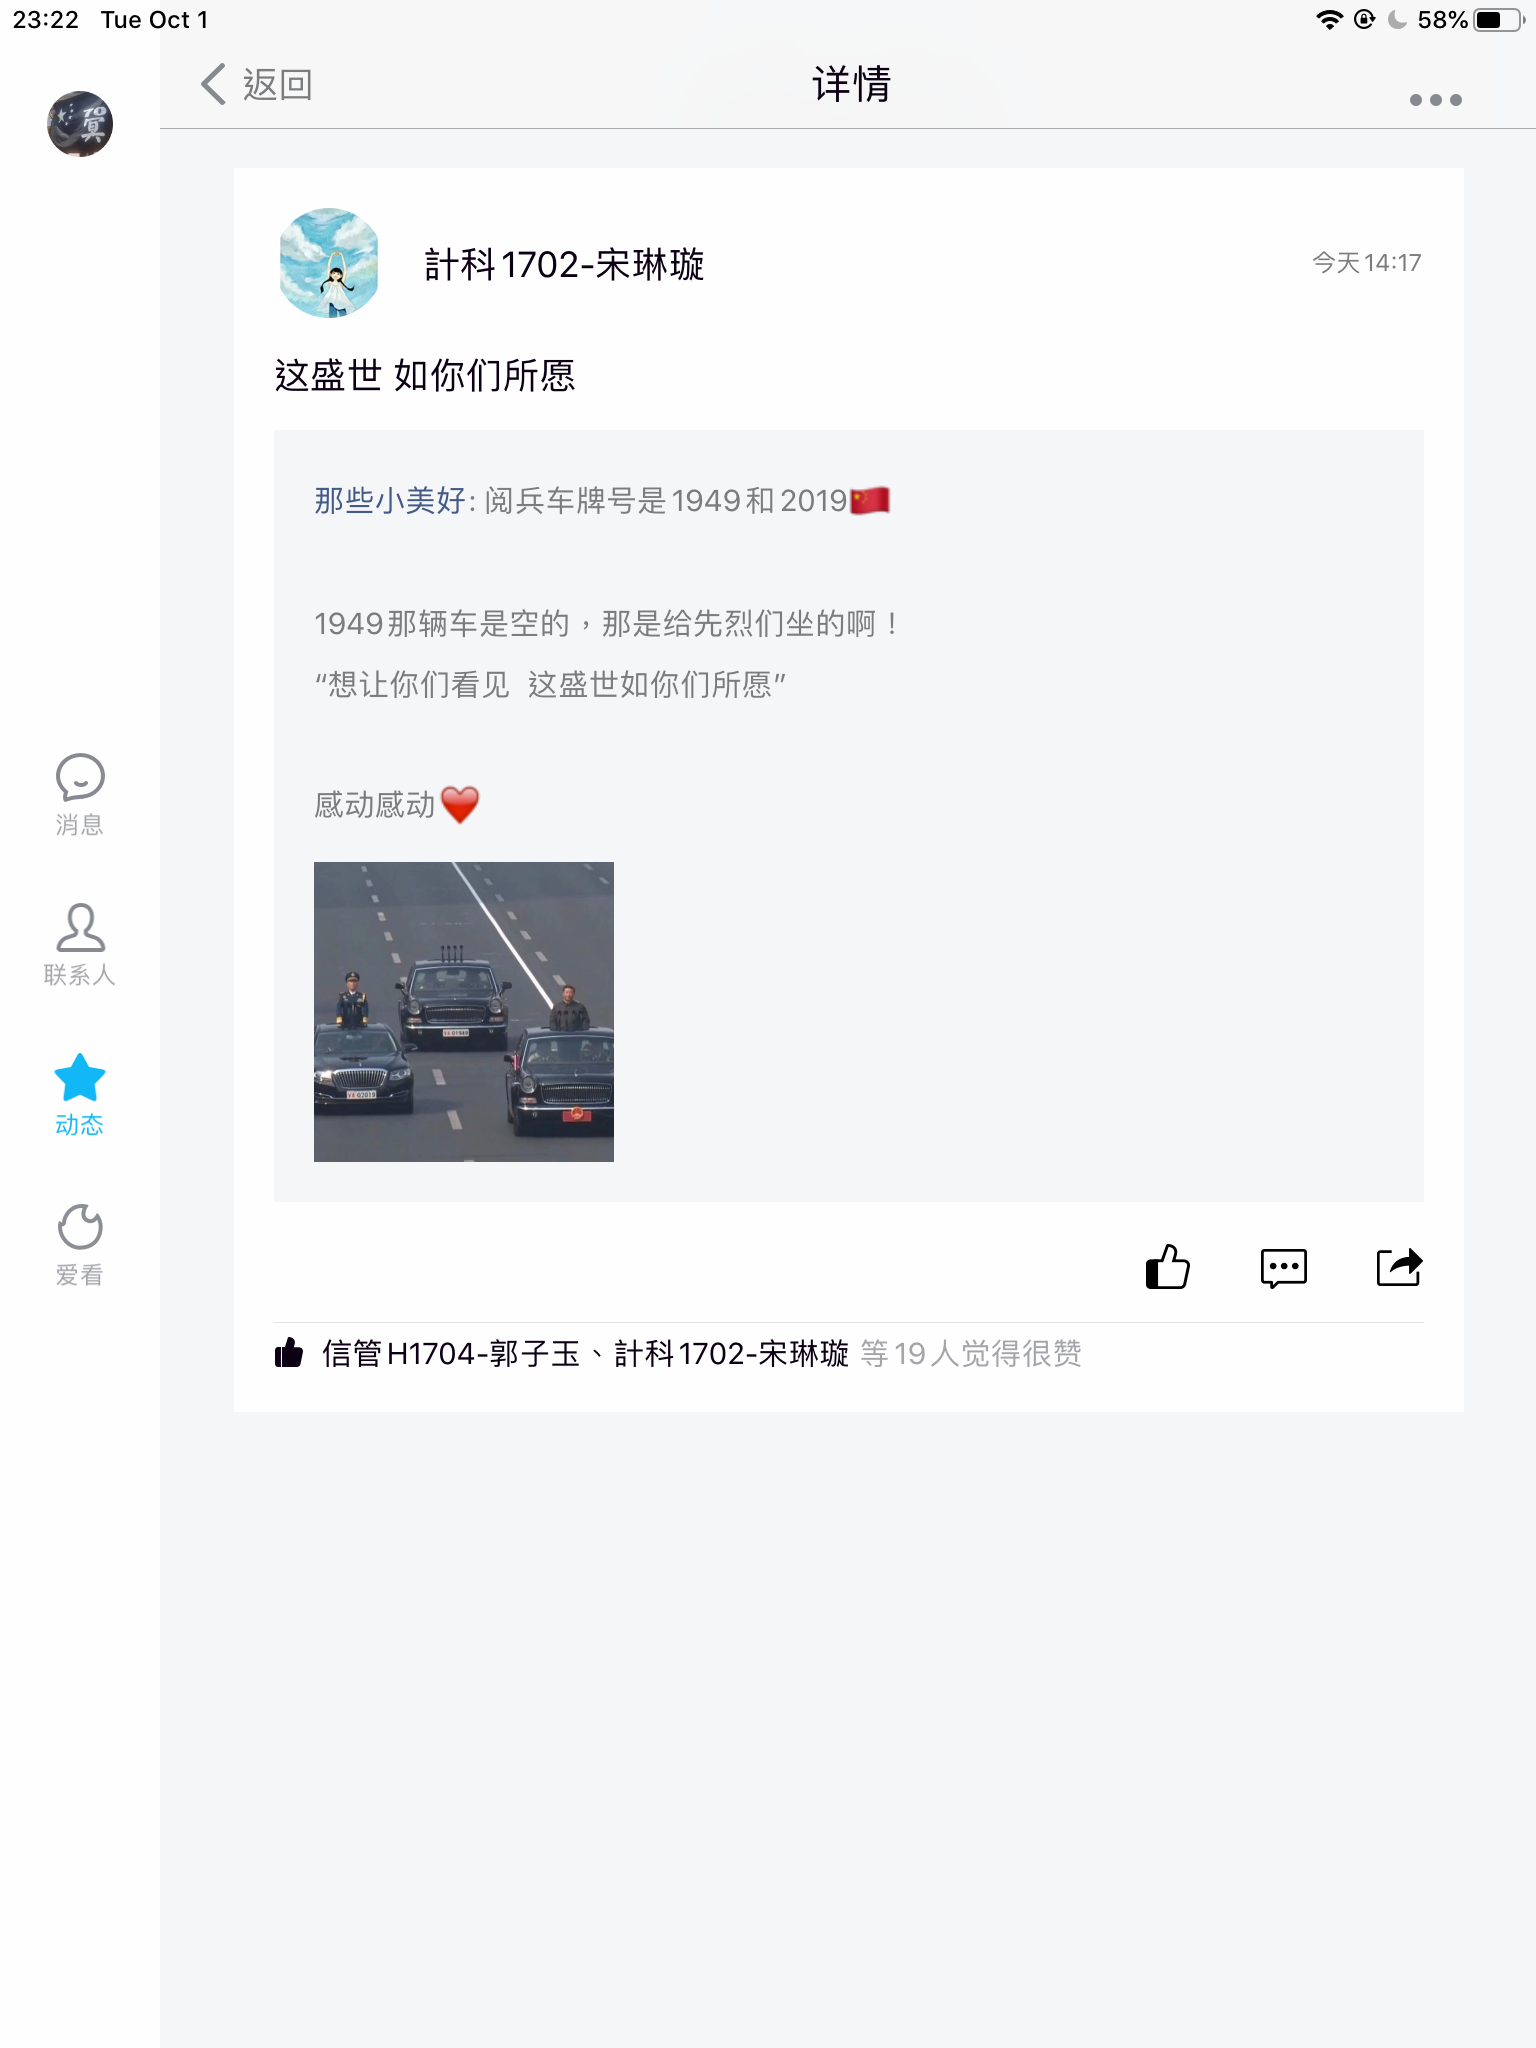 23:22 Tue Oct 1
58%
返回
详情
計科1702-宋琳璇
今天14:17
这盛世 如你们所愿
那些小美好: 阅兵车牌号是1949和2019🇨🇳
1949那辆车是空的，那是给先烈们坐的啊！
“想让你们看见 这盛世如你们所愿”
感动感动❤️
消息
联系人
动态
爱看
信管H1704-郭子玉、計科1702-宋琳璇 等19人觉得很赞